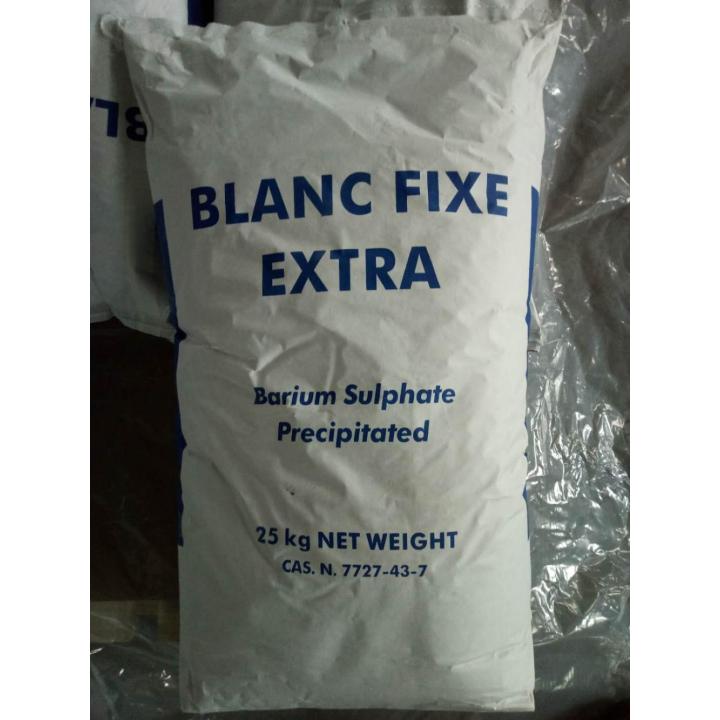 BLANC FIXE
EXTRA
Barium Sulphate
Precipitated
25 kg NET WEIGHT
CAS. N. 7727-43-7